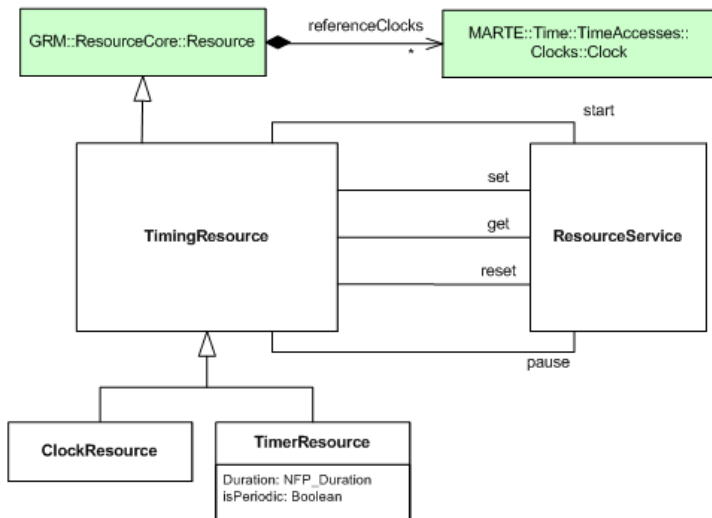 GRM::ResourceCore::Resource
referenceClocks
*
MARTE::Time::TimeAccesses::
Clocks::Clock
start
TimingResource
set
get
reset
ResourceService
pause
ClockResource
TimerResource
Duration: NFP_Duration
isPeriodic: Boolean